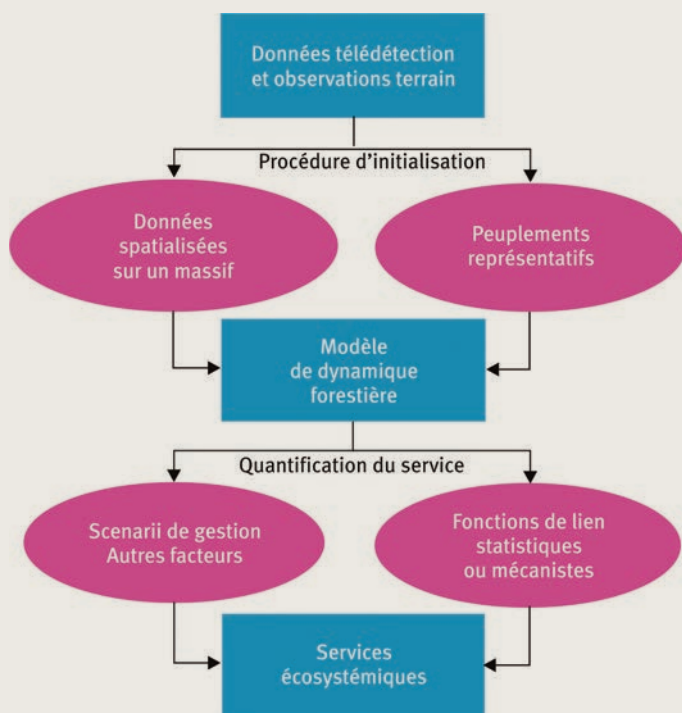 Données télédétection
et observations terrain
Procédure d'initialisation
Données
spatialisées
sur un massif
Peuplements
représentatifs
Modèle
de dynamique
forestière
Quantification du service
Scenarii de gestion
Autres facteurs
Fonctions de lien
statistiques
ou mécanistes
Services
écosystémiques